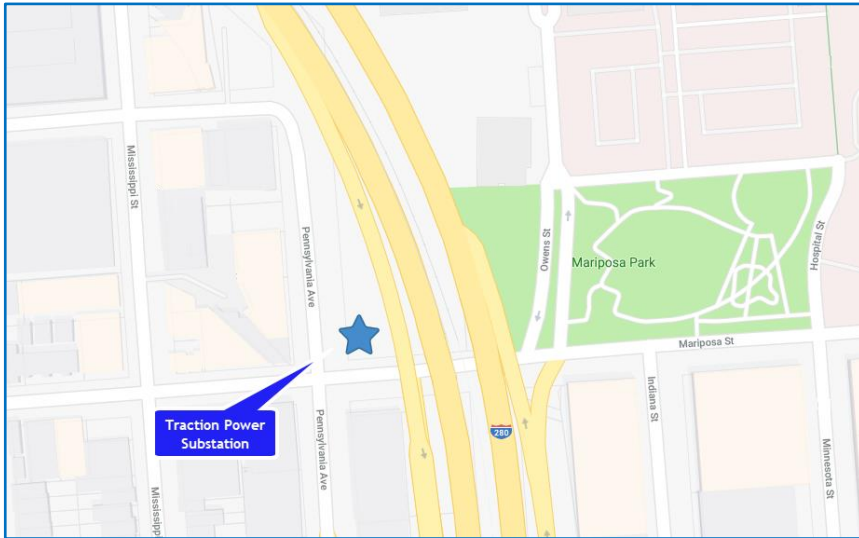 Mississippi St
Pennsylvania Ave
Owens St
Mariposa Park
Hospital St
Mariposa St
Traction Power
Substation
Pennsylvania Ave
280
Indiana St
Minnesota St
Mississippi